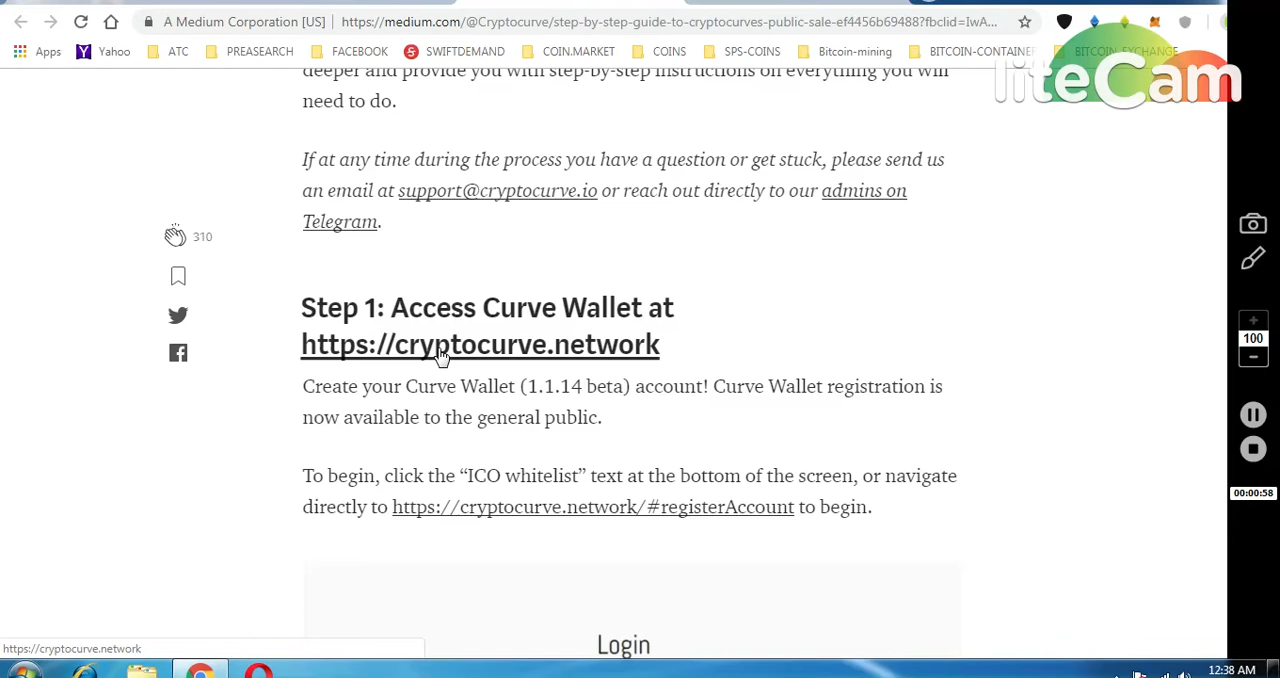 A Medium Corporation [US] | https://medium.com/@Cryptocurve/step-by-step-guide-to-cryptocurves-public-sale-ef4456b69488?fbclid=IwA...
Apps Yahoo ATC PREASEARCH FACEBOOK SWIFTDEMAND COIN.MARKET COINS SPS-COINS Bitcoin-mining BITCOIN-CONTAINE BITCOIN-EXCHANGE
liteCam
deeper and provide you with step-by-step instructions on everything you will
need to do.
If at any time during the process you have a question or get stuck, please send us
an email at support@cryptocurve.io or reach out directly to our admins on
Telegram.
310
Step 1: Access Curve Wallet at
https://cryptocurve.network
Create your Curve Wallet (1.1.14 beta) account! Curve Wallet registration is
now available to the general public.
To begin, click the “ICO whitelist” text at the bottom of the screen, or navigate
directly to https://cryptocurve.network/#registerAccount to begin.
Login
100
00:00:58
https://cryptocurve.network
12:38 AM